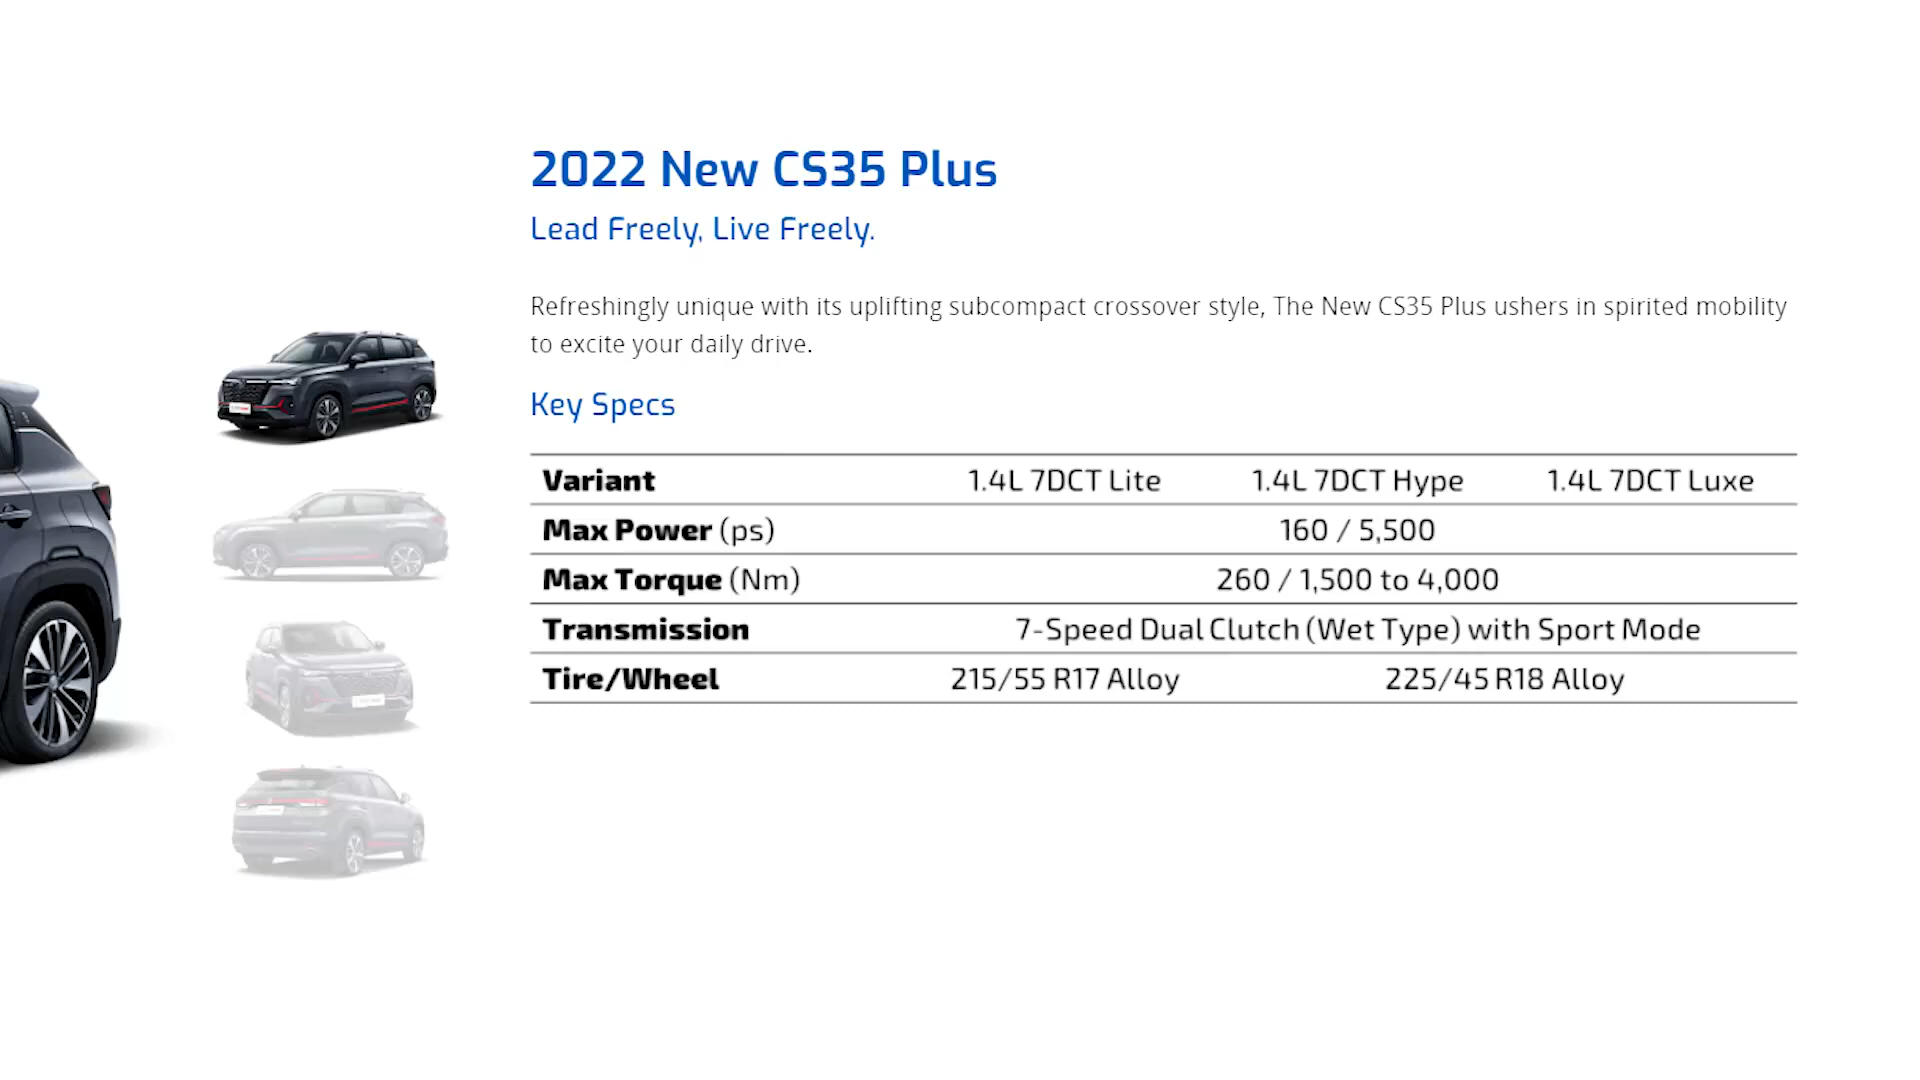 2022 New CS35 Plus
Lead Freely, Live Freely.
Refreshingly unique with its uplifting subcompact crossover style, The New CS35 Plus ushers in spirited mobility
to excite your daily drive.
Key Specs
Variant 1.4L 7DCT Lite 1.4L 7DCT Hype 1.4L 7DCT Luxe
Max Power (ps) 160 / 5,500
Max Torque (Nm) 260 / 1,500 to 4,000
Transmission 7-Speed Dual Clutch (Wet Type) with Sport Mode
Tire/Wheel 215/55 R17 Alloy 225/45 R18 Alloy